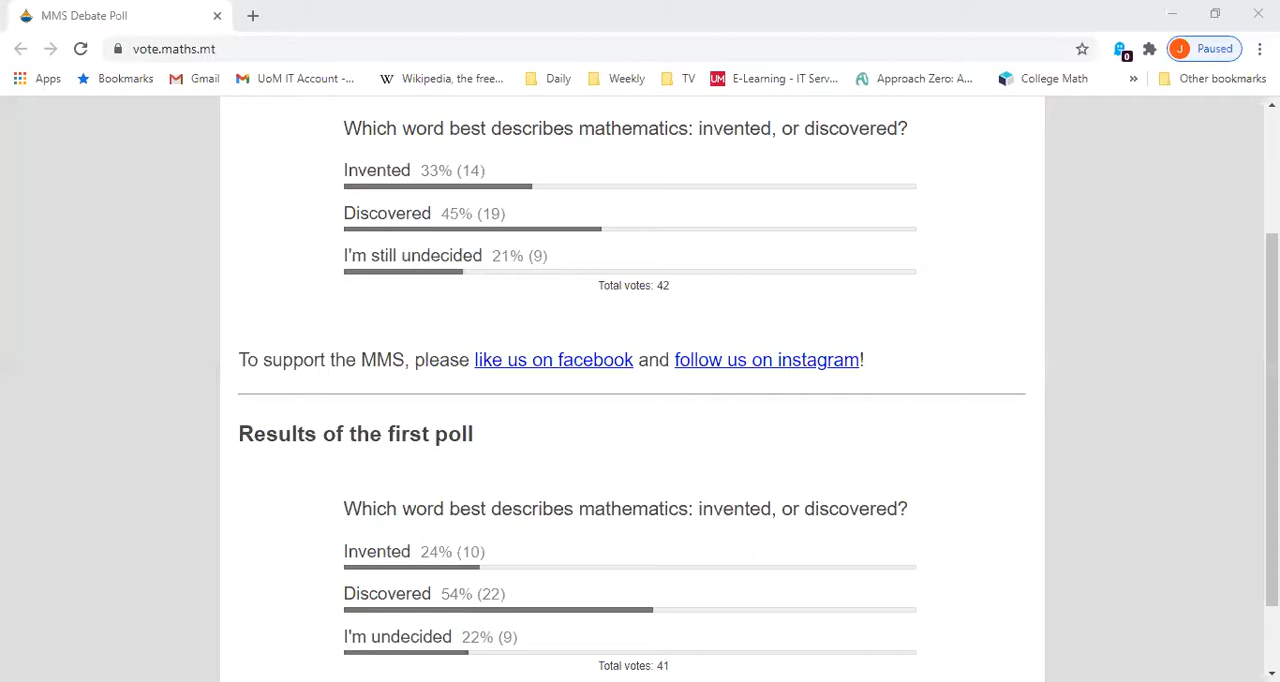 MMS Debate Poll
vote.maths.mt
0
J
Paused
Apps
Bookmarks
Gmail
UoM IT Account -...
Wikipedia, the free...
Daily
Weekly
TV
UM
E-Learning - IT Serv...
Approach Zero: A...
College Math
»
Other bookmarks
Which word best describes mathematics: invented, or discovered?
Invented 33% (14)
Discovered 45% (19)
I'm still undecided 21% (9)
Total votes: 42
To support the MMS, please like us on facebook and follow us on instagram!
Results of the first poll
Which word best describes mathematics: invented, or discovered?
Invented 24% (10)
Discovered 54% (22)
I'm undecided 22% (9)
Total votes: 41